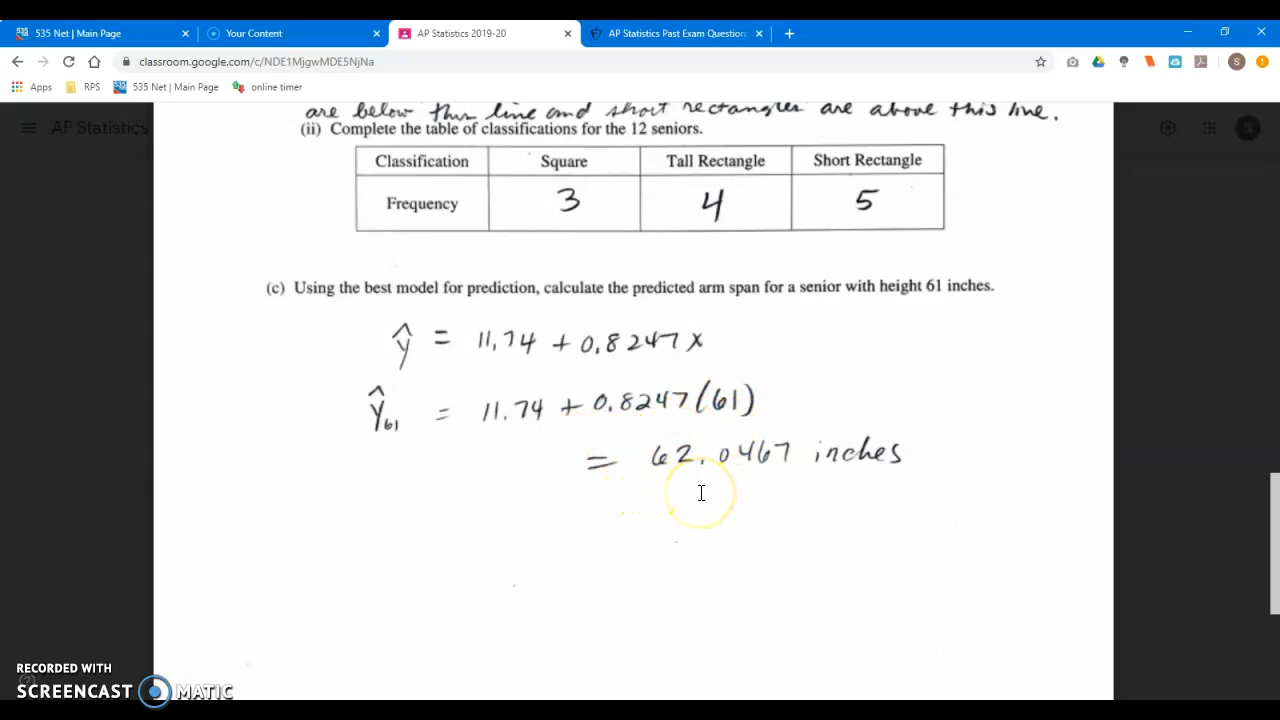 535 Net | Main Page
Your Content
AP Statistics 2019-20
AP Statistics Past Exam Question
classroom.google.com/c/NDE1MjgwMDE5NjNa
Apps
RPS
535 Net | Main Page
online timer
S
AP Statistics
are below this line and short rectangles are above this line.
(ii) Complete the table of classifications for the 12 seniors.
Classification Square Tall Rectangle Short Rectangle
Frequency 3 4 5
(c) Using the best model for prediction, calculate the predicted arm span for a senior with height 61 inches.
ŷ = 11.74 + 0.8247x
ŷ₆₁ = 11.74 + 0.8247(61)
= 62.0467 inches
RECORDED WITH
SCREENCAST MATIC